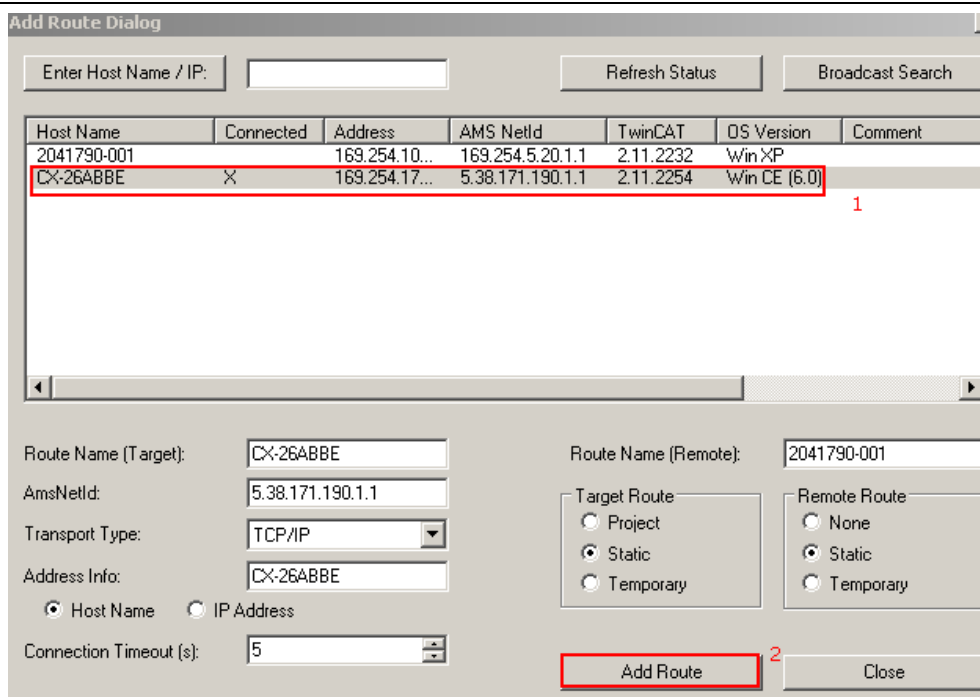 Add Route Dialog
Enter Host Name / IP: Refresh Status Broadcast Search
Host Name Connected Address AMS NetId TwinCAT OS Version Comment
2041790-001 169.254.10... 169.254.5.20.1.1 2.11.2232 Win XP
CX-26ABBE X 169.254.17... 5.38.171.190.1.1 2.11.2254 Win CE (6.0)
1
Route Name (Target): CX-26ABBE Route Name (Remote): 2041790-001
AmsNetId: 5.38.171.190.1.1 Target Route Remote Route
Transport Type: TCP/IP Project None
Static Static
Address Info: CX-26ABBE Temporary Temporary
Host Name IP Address
Connection Timeout (s): 5
Add Route 2 Close